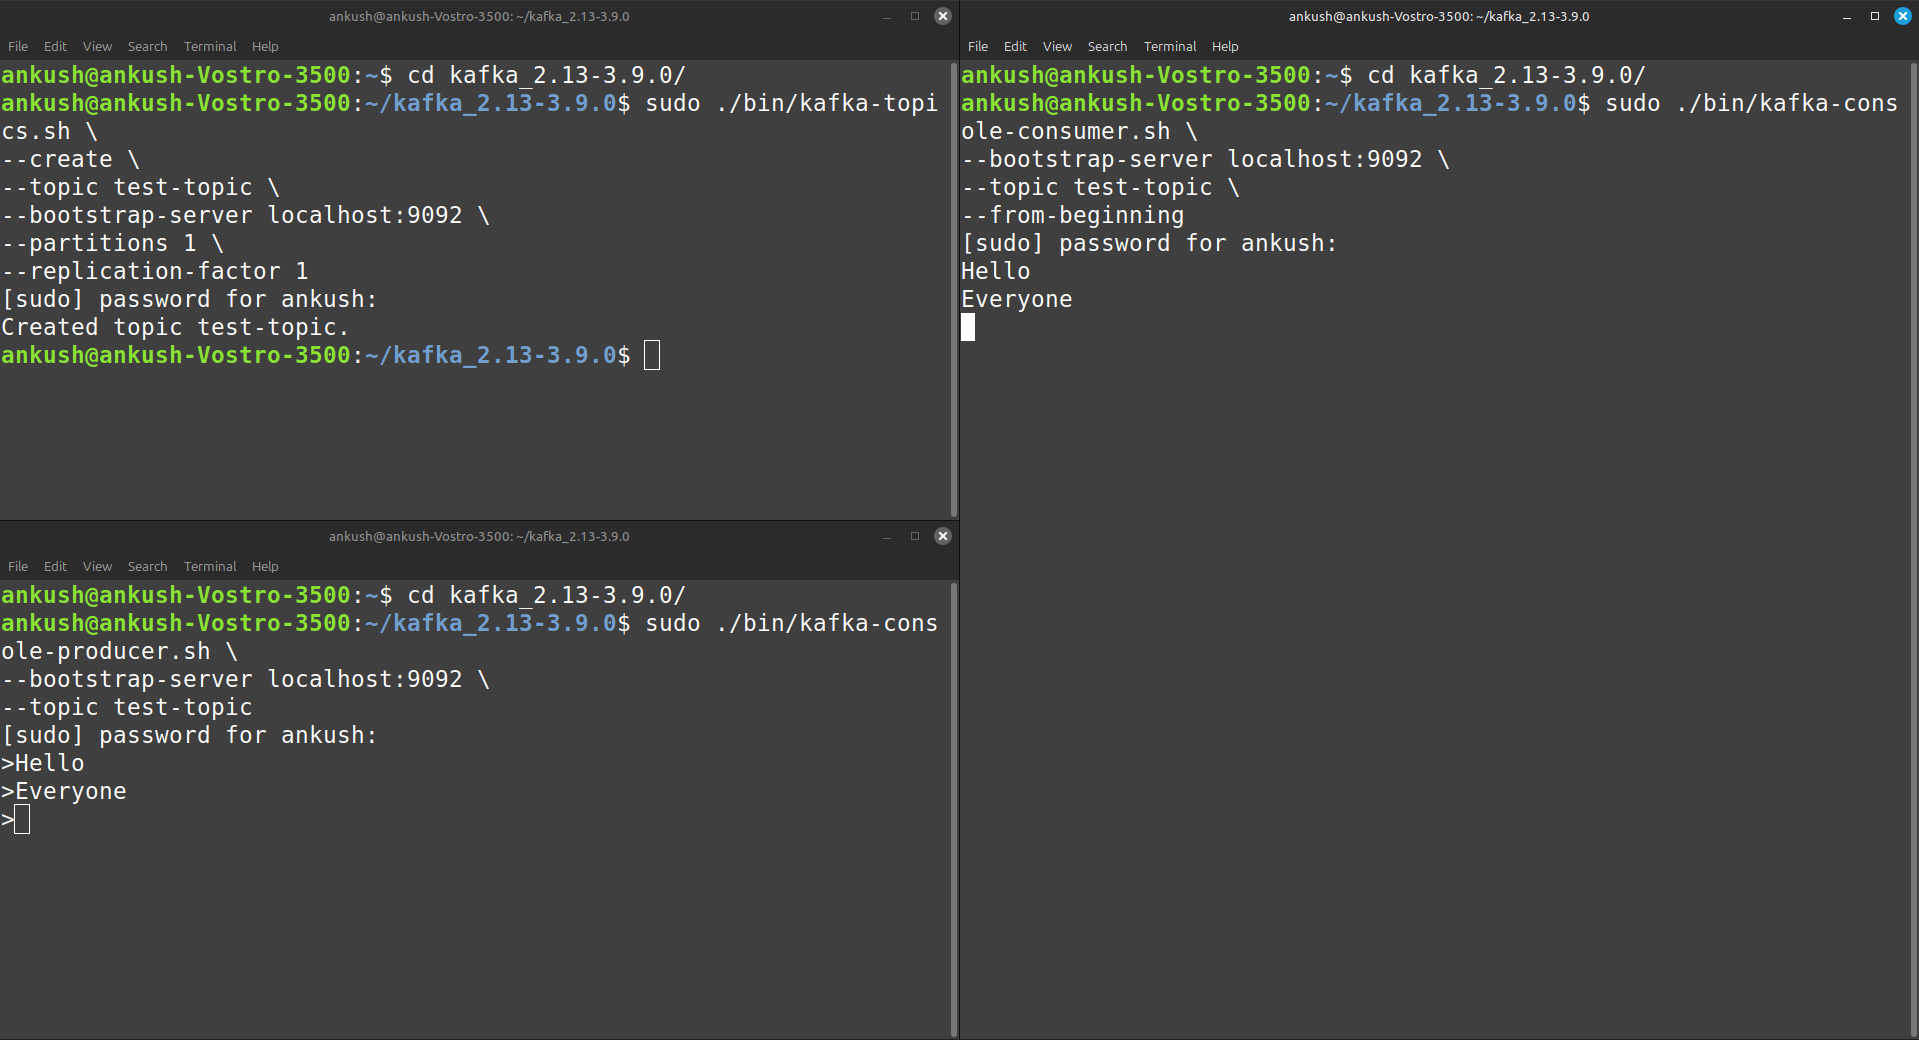 ankush@ankush-Vostro-3500: ~/kafka_2.13-3.9.0
File Edit View Search Terminal Help
ankush@ankush-Vostro-3500:~$ cd kafka_2.13-3.9.0/
ankush@ankush-Vostro-3500:~/kafka_2.13-3.9.0$ sudo ./bin/kafka-topi
cs.sh \
--create \
--topic test-topic \
--bootstrap-server localhost:9092 \
--partitions 1 \
--replication-factor 1
[sudo] password for ankush:
Created topic test-topic.
ankush@ankush-Vostro-3500:~/kafka_2.13-3.9.0$
ankush@ankush-Vostro-3500: ~/kafka_2.13-3.9.0
File Edit View Search Terminal Help
ankush@ankush-Vostro-3500:~$ cd kafka_2.13-3.9.0/
ankush@ankush-Vostro-3500:~/kafka_2.13-3.9.0$ sudo ./bin/kafka-cons
ole-producer.sh \
--bootstrap-server localhost:9092 \
--topic test-topic
[sudo] password for ankush:
>Hello
>Everyone
>
ankush@ankush-Vostro-3500: ~/kafka_2.13-3.9.0
File Edit View Search Terminal Help
ankush@ankush-Vostro-3500:~$ cd kafka_2.13-3.9.0/
ankush@ankush-Vostro-3500:~/kafka_2.13-3.9.0$ sudo ./bin/kafka-cons
ole-consumer.sh \
--bootstrap-server localhost:9092 \
--topic test-topic \
--from-beginning
[sudo] password for ankush:
Hello
Everyone